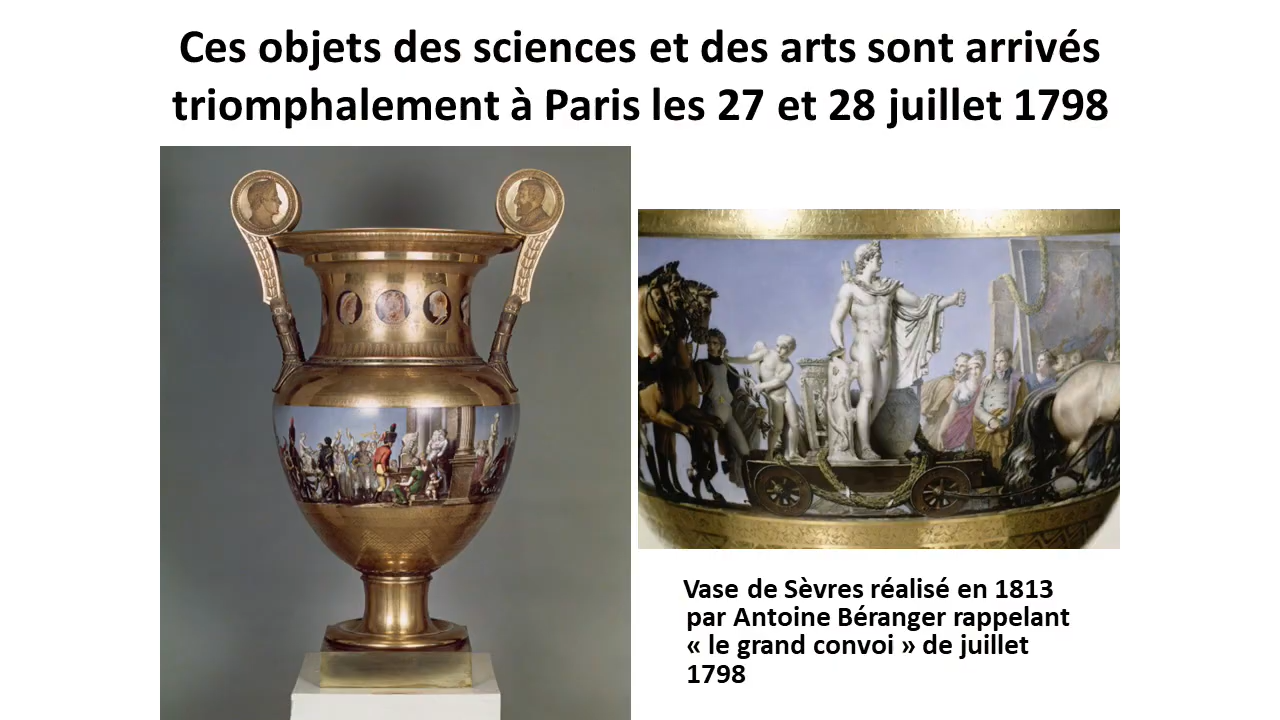 Ces objets des sciences et des arts sont arrivés
triomphalement à Paris les 27 et 28 juillet 1798
Vase de Sèvres réalisé en 1813
par Antoine Béranger rappelant
« le grand convoi » de juillet
1798